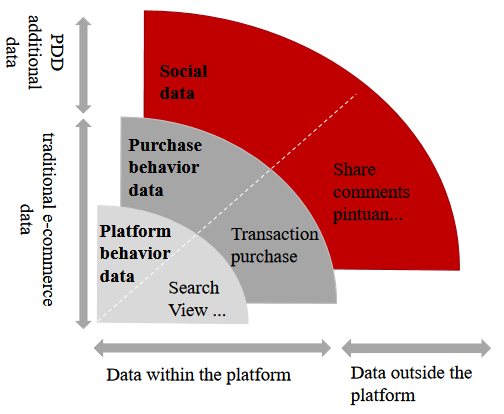 PDD
additional
data
traditional e-commerce
data
Social
data
Purchase
behavior
data
Platform
behavior
data
Share
comments
pintuan...
Transaction
purchase
Search
View ...
Data within the platform
Data outside the
platform